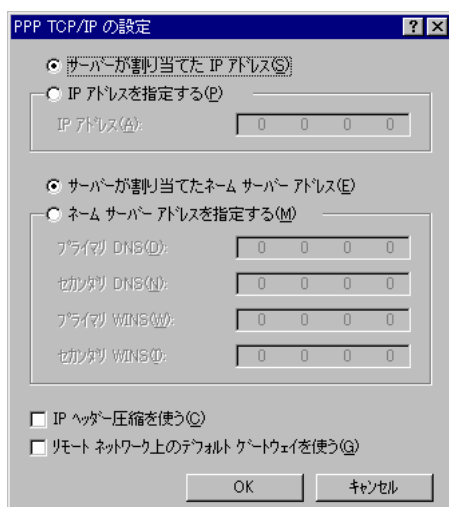 PPP TCP/IP の設定
サーバーが割り当てた IP アドレス(S)
IP アドレスを指定する(P)
IP アドレス(A): 0 0 0 0
サーバーが割り当てたネーム サーバー アドレス(E)
ネーム サーバー アドレスを指定する(M)
プライマリ DNS(D): 0 0 0 0
セカンダリ DNS(N): 0 0 0 0
プライマリ WINS(W): 0 0 0 0
セカンダリ WINS(I): 0 0 0 0
IP ヘッダー圧縮を使う(C)
リモート ネットワーク上のデフォルト ゲートウェイを使う(G)
OK キャンセル